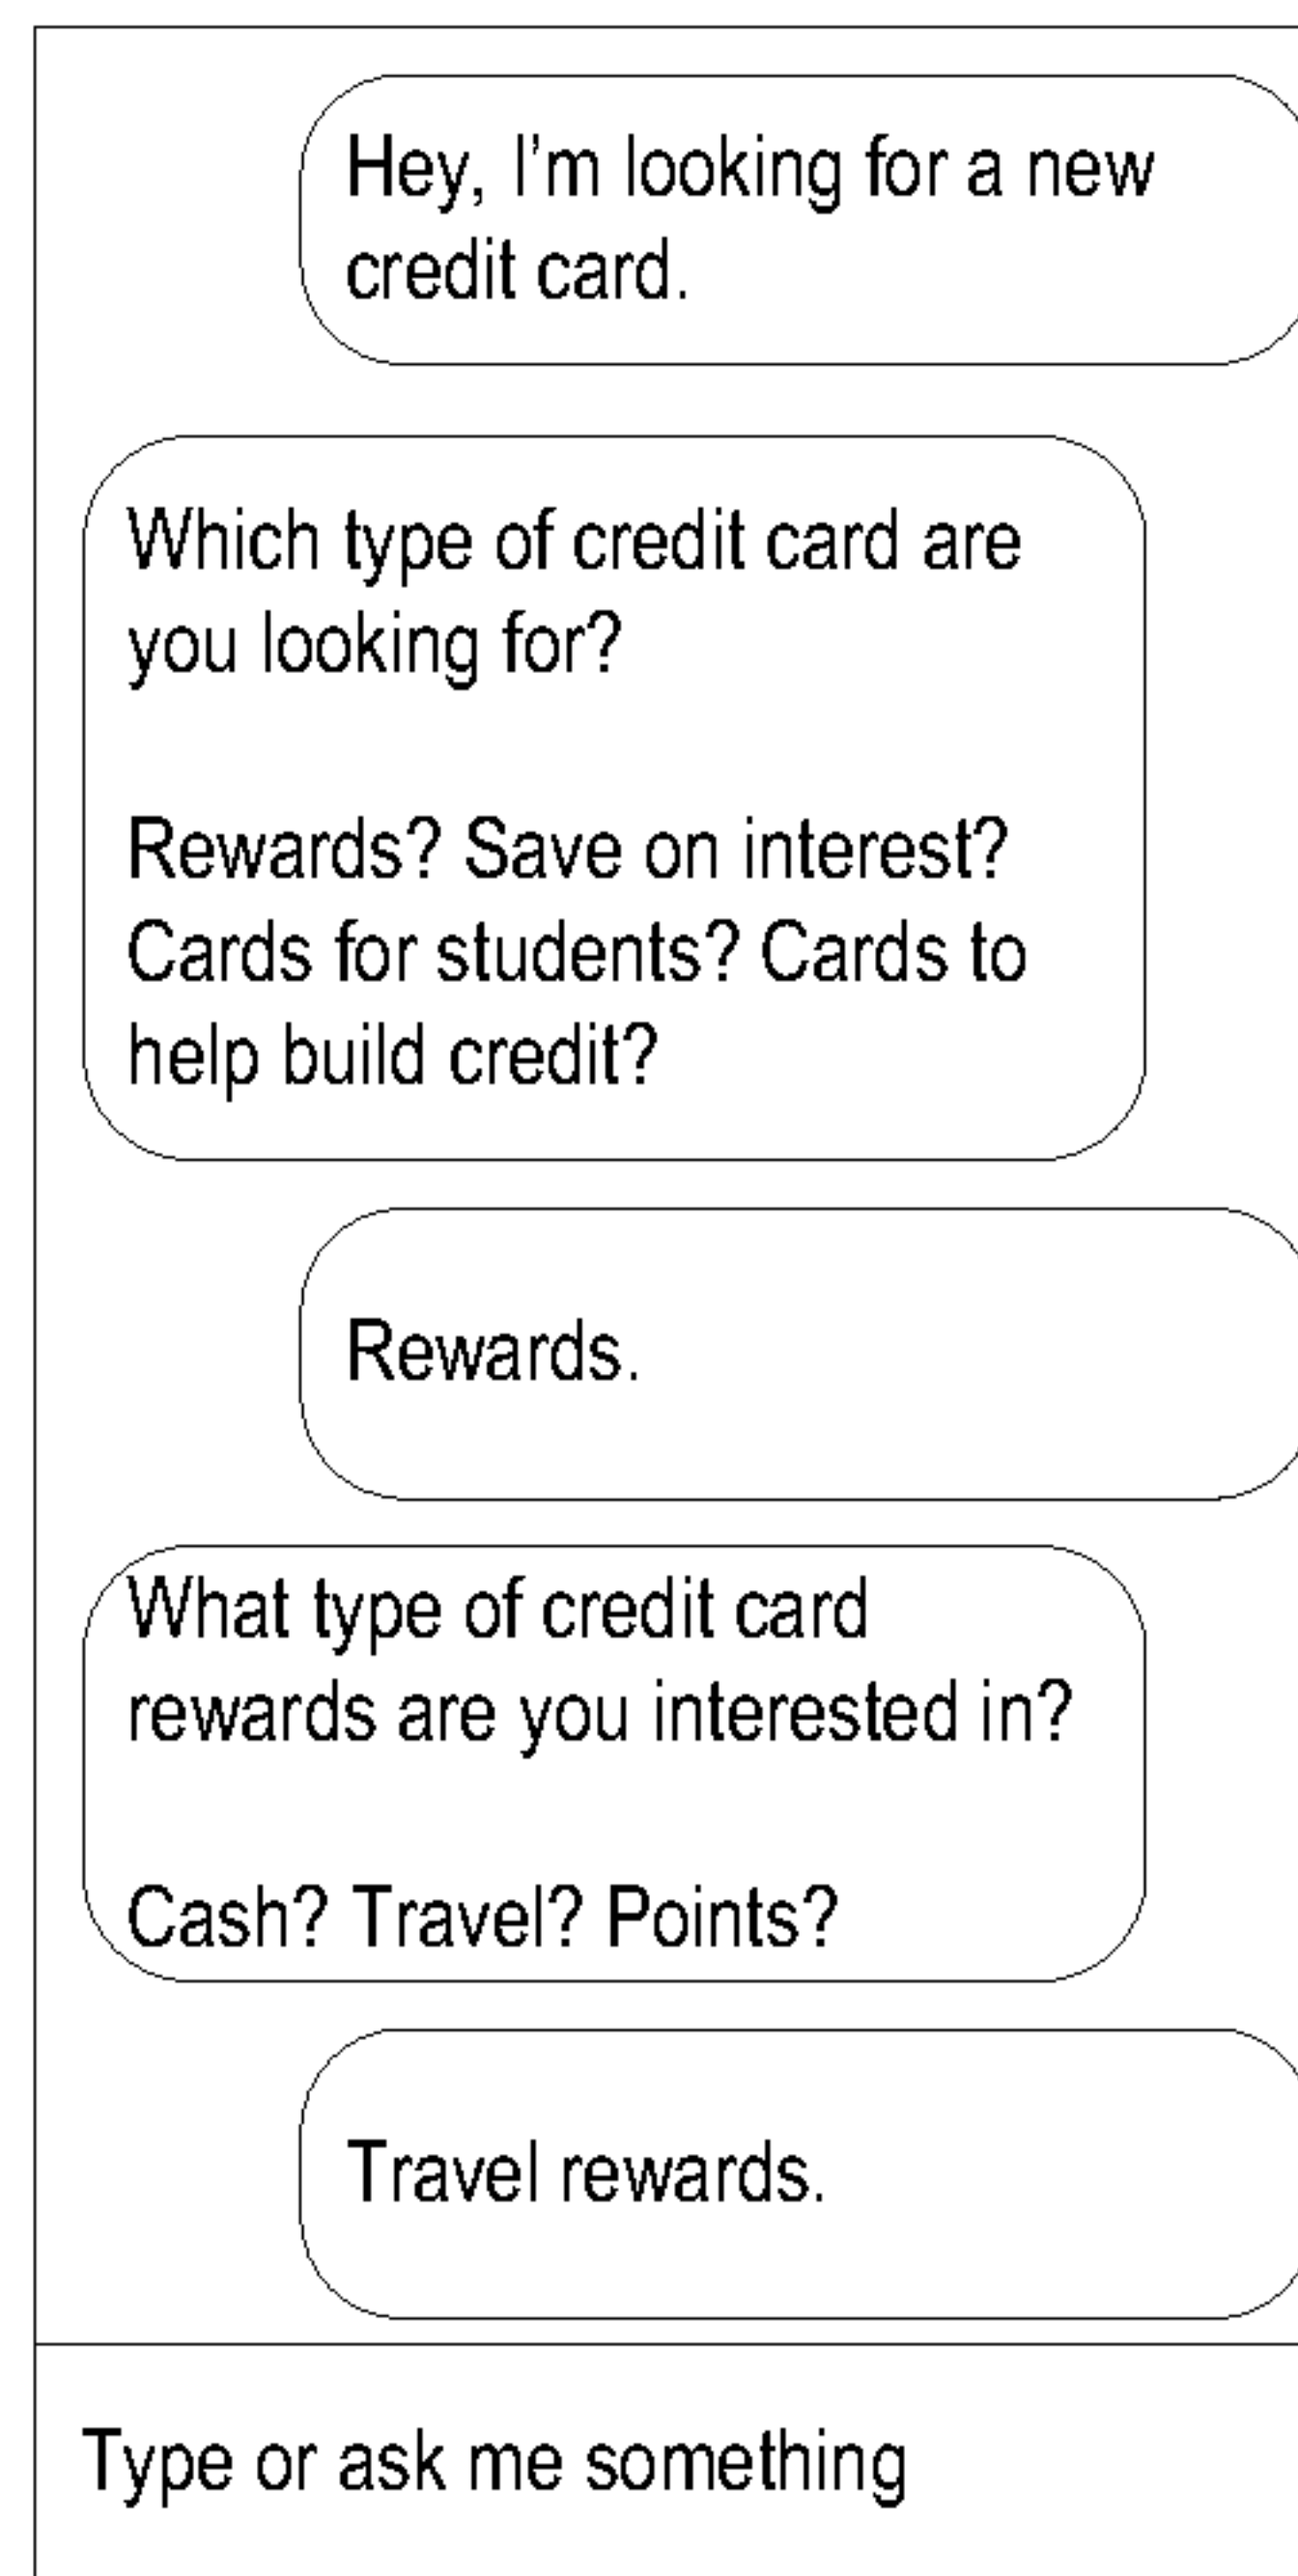 Hey, I'm looking for a new
credit card.
Which type of credit card are
you looking for?
Rewards? Save on interest?
Cards for students? Cards to
help build credit?
Rewards.
What type of credit card
rewards are you interested in?
Cash? Travel? Points?
Travel rewards.
Type or ask me something